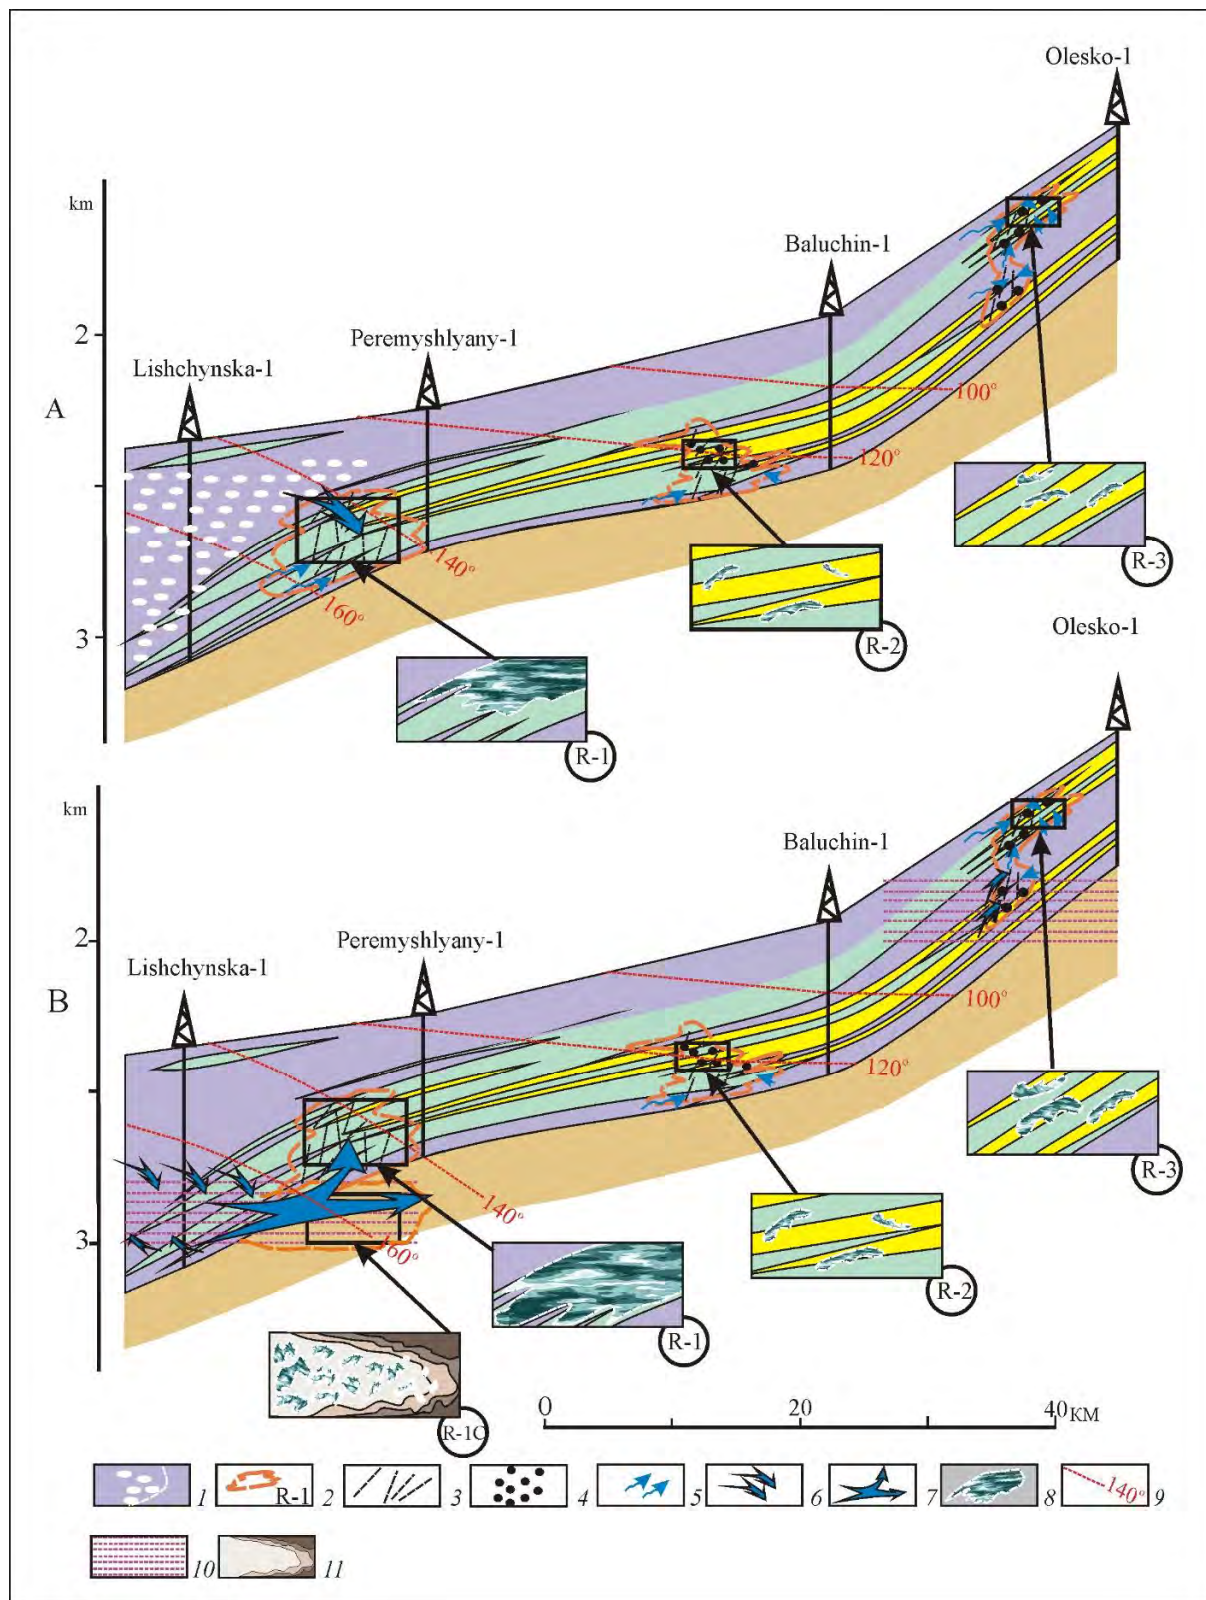 Olesko-1
km
Baluchin-1
2
Peremyshlyany-1
Lishchynska-1
A
100°
120°
140°
160°
R-3
R-2
3
Olesko-1
R-1
km
Baluchin-1
2
Peremyshlyany-1
Lishchynska-1
B
100°
120°
140°
160°
3
R-3
R-2
R-1
R-1C
0 20 40 КМ
1 R-1 2 3 4 5 6 7 8 140° 9
10 11